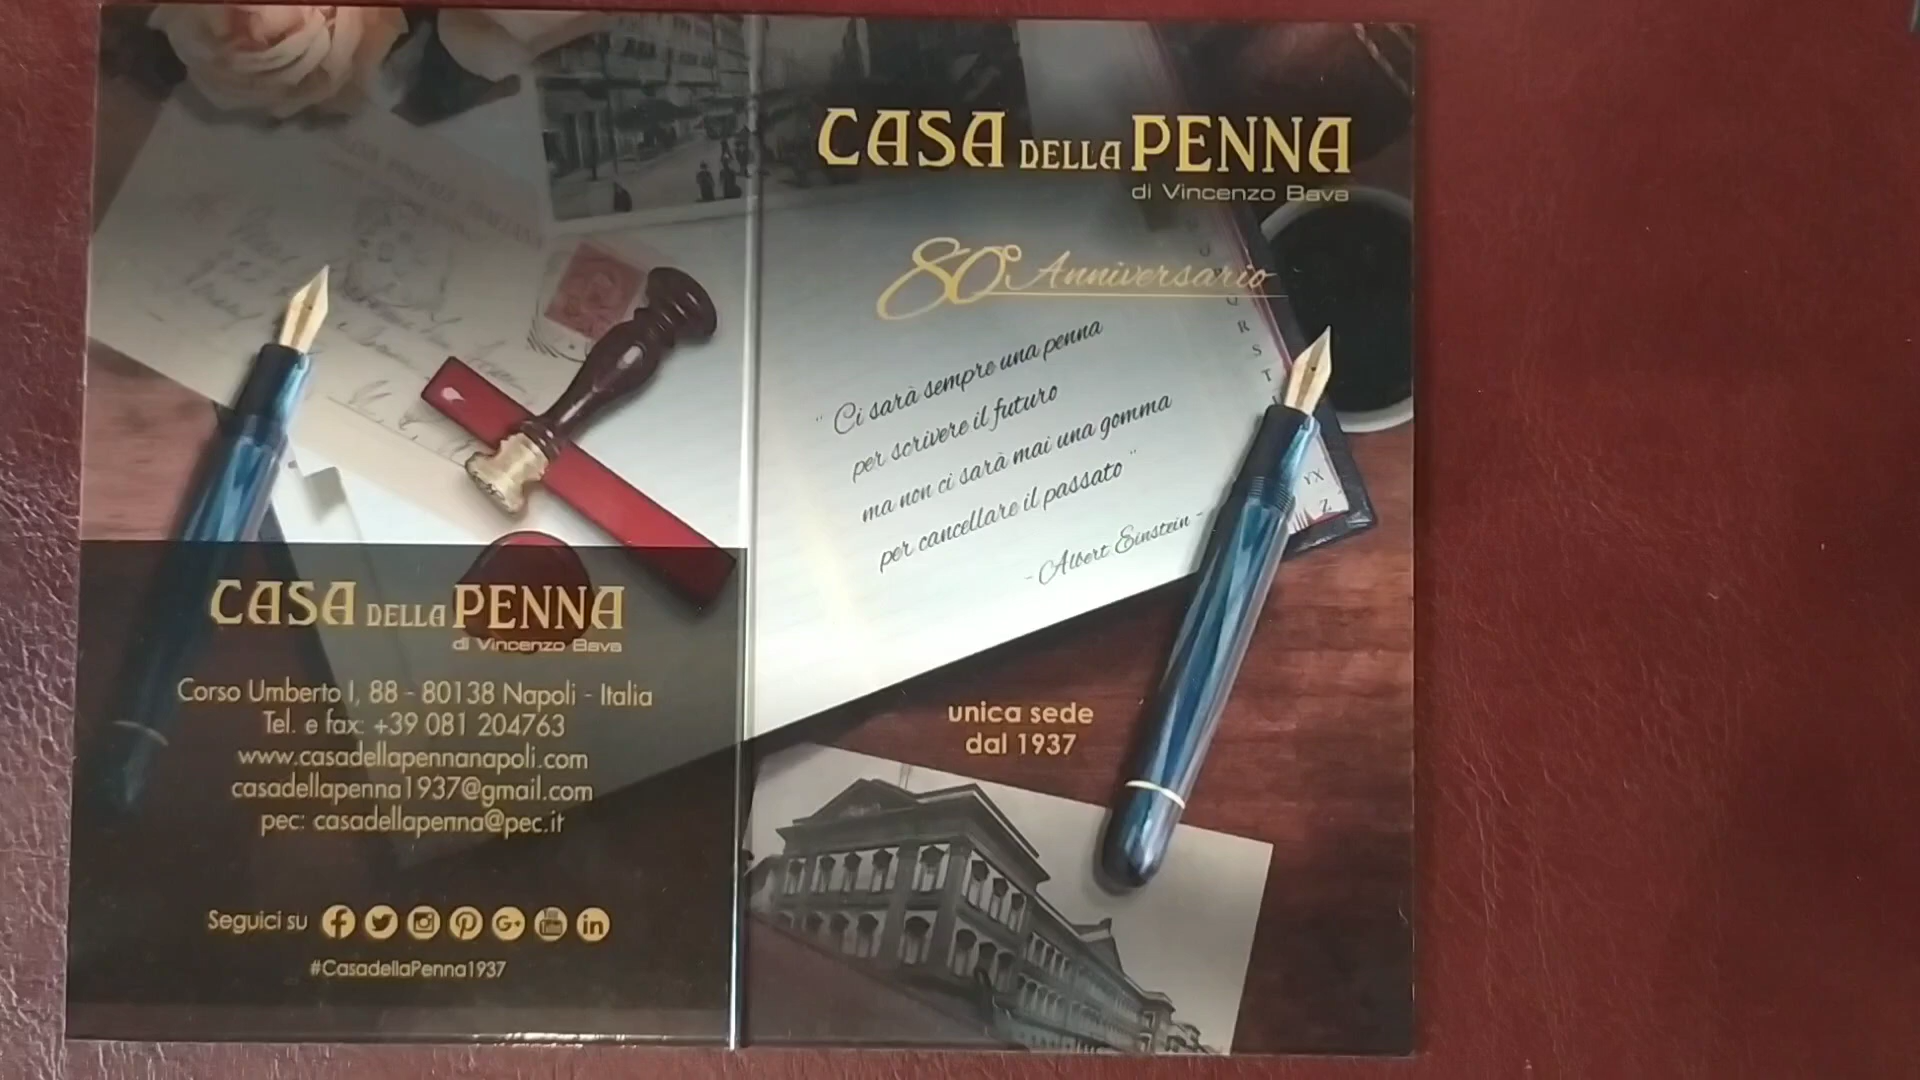 CASA DELLA PENNA
di Vincenzo Bava
Corso Umberto I, 88 - 80138 Napoli - Italia
Tel. e fax: +39 081 204763
www.casadellapennanapoli.com
casadellapenna1937@gmail.com
pec: casadellapenna@pec.it
Seguici su
#CasadellaPenna1937
CASA DELLA PENNA
di Vincenzo Bava
80° Anniversario
" Ci sarà sempre una penna
per scrivere il futuro
ma non ci sarà mai una gomma
per cancellare il passato "
- Albert Einstein -
R
S
T
YX
Z
unica sede
dal 1937